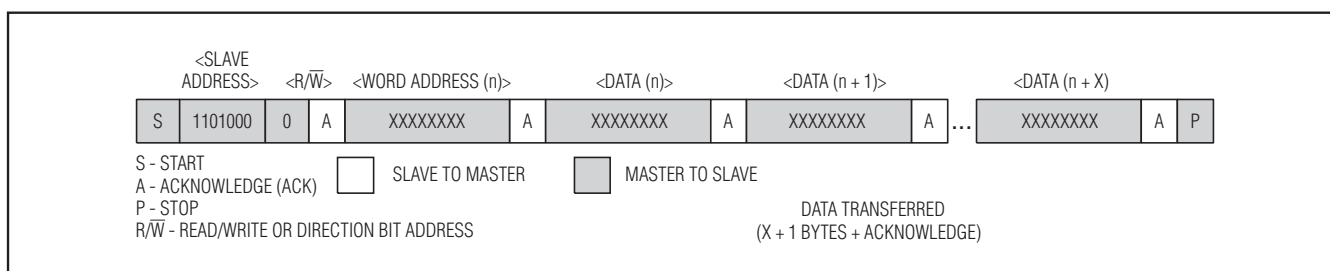 <SLAVE
ADDRESS> <R/W̅> <WORD ADDRESS (n)> <DATA (n)> <DATA (n + 1)> <DATA (n + X)
S 1101000 0 A XXXXXXXX A XXXXXXXX A XXXXXXXX A ... XXXXXXXX A P
S - START
A - ACKNOWLEDGE (ACK) SLAVE TO MASTER MASTER TO SLAVE
P - STOP DATA TRANSFERRED
R/W̅ - READ/WRITE OR DIRECTION BIT ADDRESS (X + 1 BYTES + ACKNOWLEDGE)